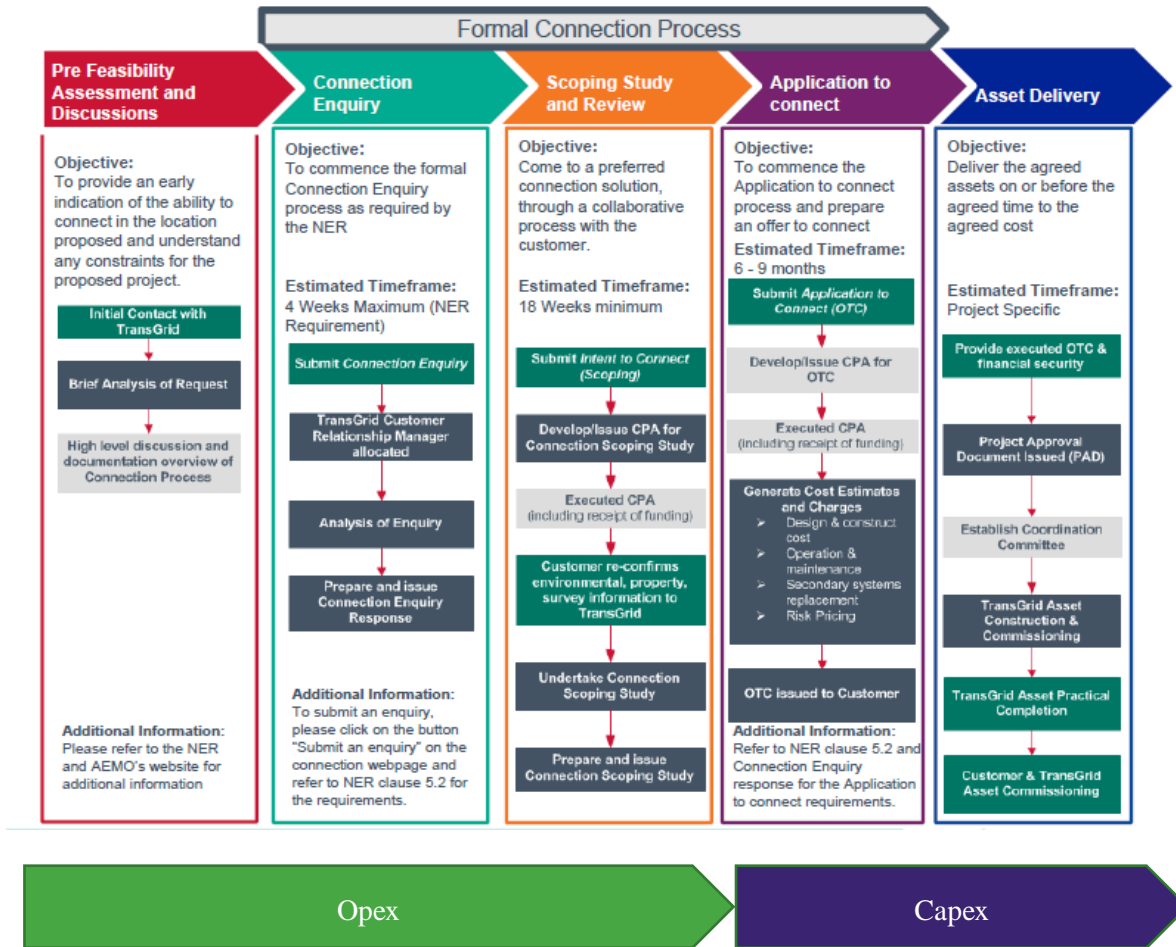 Formal Connection Process
Pre Feasibility
Assessment and
Discussions
Objective:
To provide an early
indication of the ability to
connect in the location
proposed and understand
any constraints for the
proposed project.
Initial Contact with
TransGrid
Brief Analysis of Request
High level discussion and
documentation overview of
Connection Process
Additional Information:
Please refer to the NER
and AEMO's website for
additional information
Connection
Enquiry
Objective:
To commence the formal
Connection Enquiry
process as required by
the NER
Estimated Timeframe:
4 Weeks Maximum (NER
Requirement)
Submit Connection Enquiry
TransGrid Customer
Relationship Manager
allocated
Analysis of Enquiry
Prepare and issue
Connection Enquiry
Response
Additional Information:
To submit an enquiry,
please click on the button
"Submit an enquiry" on the
connection webpage and
refer to NER clause 5.2 for
the requirements.
Scoping Study
and Review
Objective:
Come to a preferred
connection solution,
through a collaborative
process with the
customer.
Estimated Timeframe:
18 Weeks minimum
Submit Intent to Connect
(Scoping)
Develop/Issue CPA for
Connection Scoping Study
Executed CPA
(including receipt of funding)
Customer re-confirms
environmental, property,
survey information to
TransGrid
Undertake Connection
Scoping Study
Prepare and issue
Connection Scoping Study
Application to
connect
Objective:
To commence the
Application to connect
process and prepare
an offer to connect
Estimated Timeframe:
6 - 9 months
Submit Application to
Connect (OTC)
Develop/Issue CPA for
OTC
Executed CPA
(including receipt of funding)
Generate Cost Estimates
and Charges
➢ Design & construct
cost
➢ Operation &
maintenance
➢ Secondary systems
replacement
➢ Risk Pricing
OTC issued to Customer
Additional Information:
Refer to NER clause 5.2 and
Connection Enquiry
response for the Application
to connect requirements.
Asset Delivery
Objective:
Deliver the agreed
assets on or before the
agreed time to the
agreed cost
Estimated Timeframe:
Project Specific
Provide executed OTC &
financial security
Project Approval
Document Issued (PAD)
Establish Coordination
Committee
TransGrid Asset
Construction &
Commissioning
TransGrid Asset Practical
Completion
Customer & TransGrid
Asset Commissioning
Opex
Capex